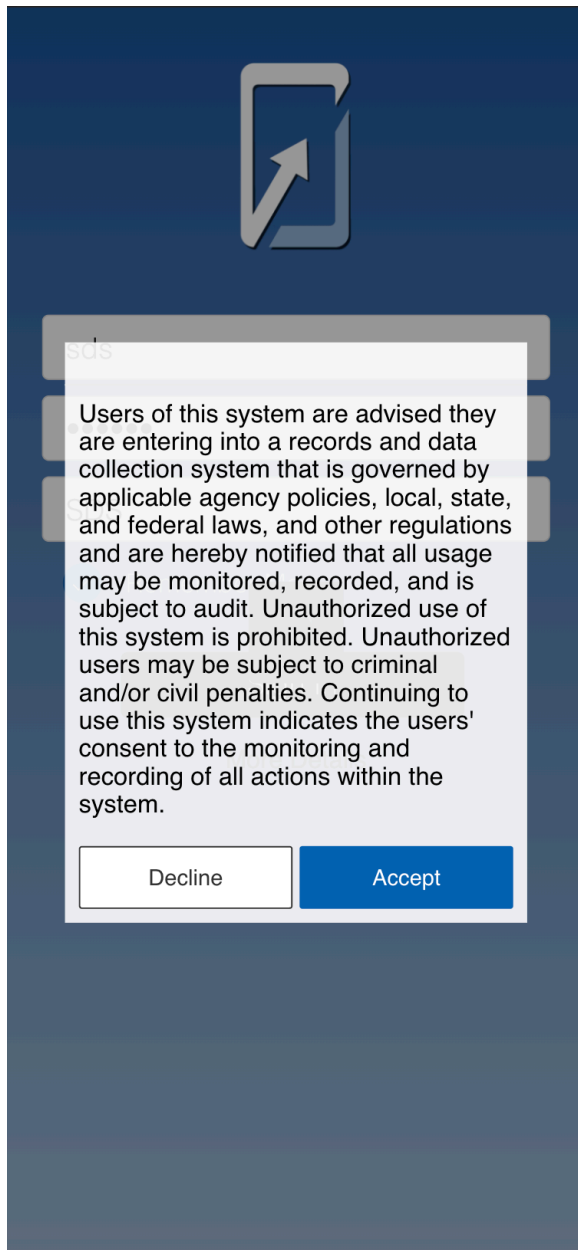 sds
Users of this system are advised they
are entering into a records and data
collection system that is governed by
applicable agency policies, local, state,
and federal laws, and other regulations
and are hereby notified that all usage
may be monitored, recorded, and is
subject to audit. Unauthorized use of
this system is prohibited. Unauthorized
users may be subject to criminal
and/or civil penalties. Continuing to
use this system indicates the users'
consent to the monitoring and
recording of all actions within the
system.
Decline
Accept